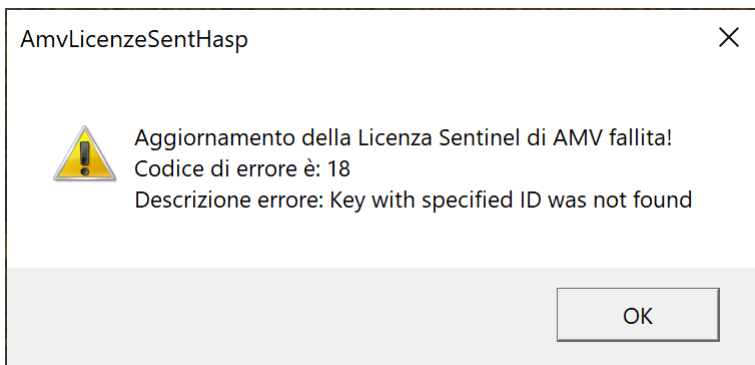 AmvLicenzeSentHasp
Aggiornamento della Licenza Sentinel di AMV fallita!
Codice di errore è: 18
Descrizione errore: Key with specified ID was not found
OK